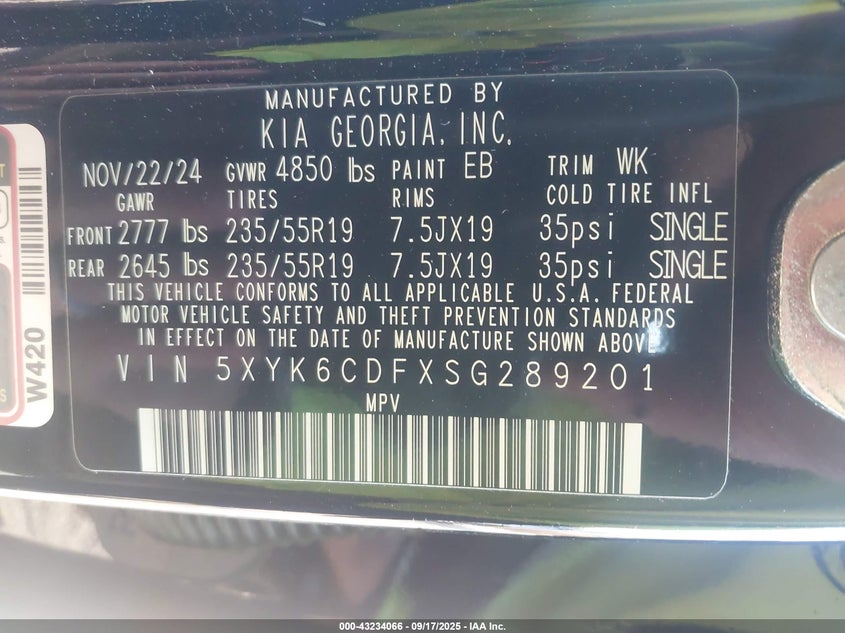 MANUFACTURED BY
KIA GEORGIA, INC.
NOV/22/24 GVWR 4850 lbs PAINT EB TRIM WK
GAWR TIRES RIMS COLD TIRE INFL
FRONT 2777 lbs 235/55R19 7.5JX19 35psi SINGLE
REAR 2645 lbs 235/55R19 7.5JX19 35psi SINGLE
THIS VEHICLE CONFORMS TO ALL APPLICABLE U.S.A. FEDERAL
MOTOR VEHICLE SAFETY AND THEFT PREVENTION STANDARDS
IN EFFECT ON THE DATE OF MANUFACTURE SHOWN ABOVE
VIN 5XYK6CDFXSG289201
MPV
W420
000-43234066 - 09/17/2025 - IAA Inc.